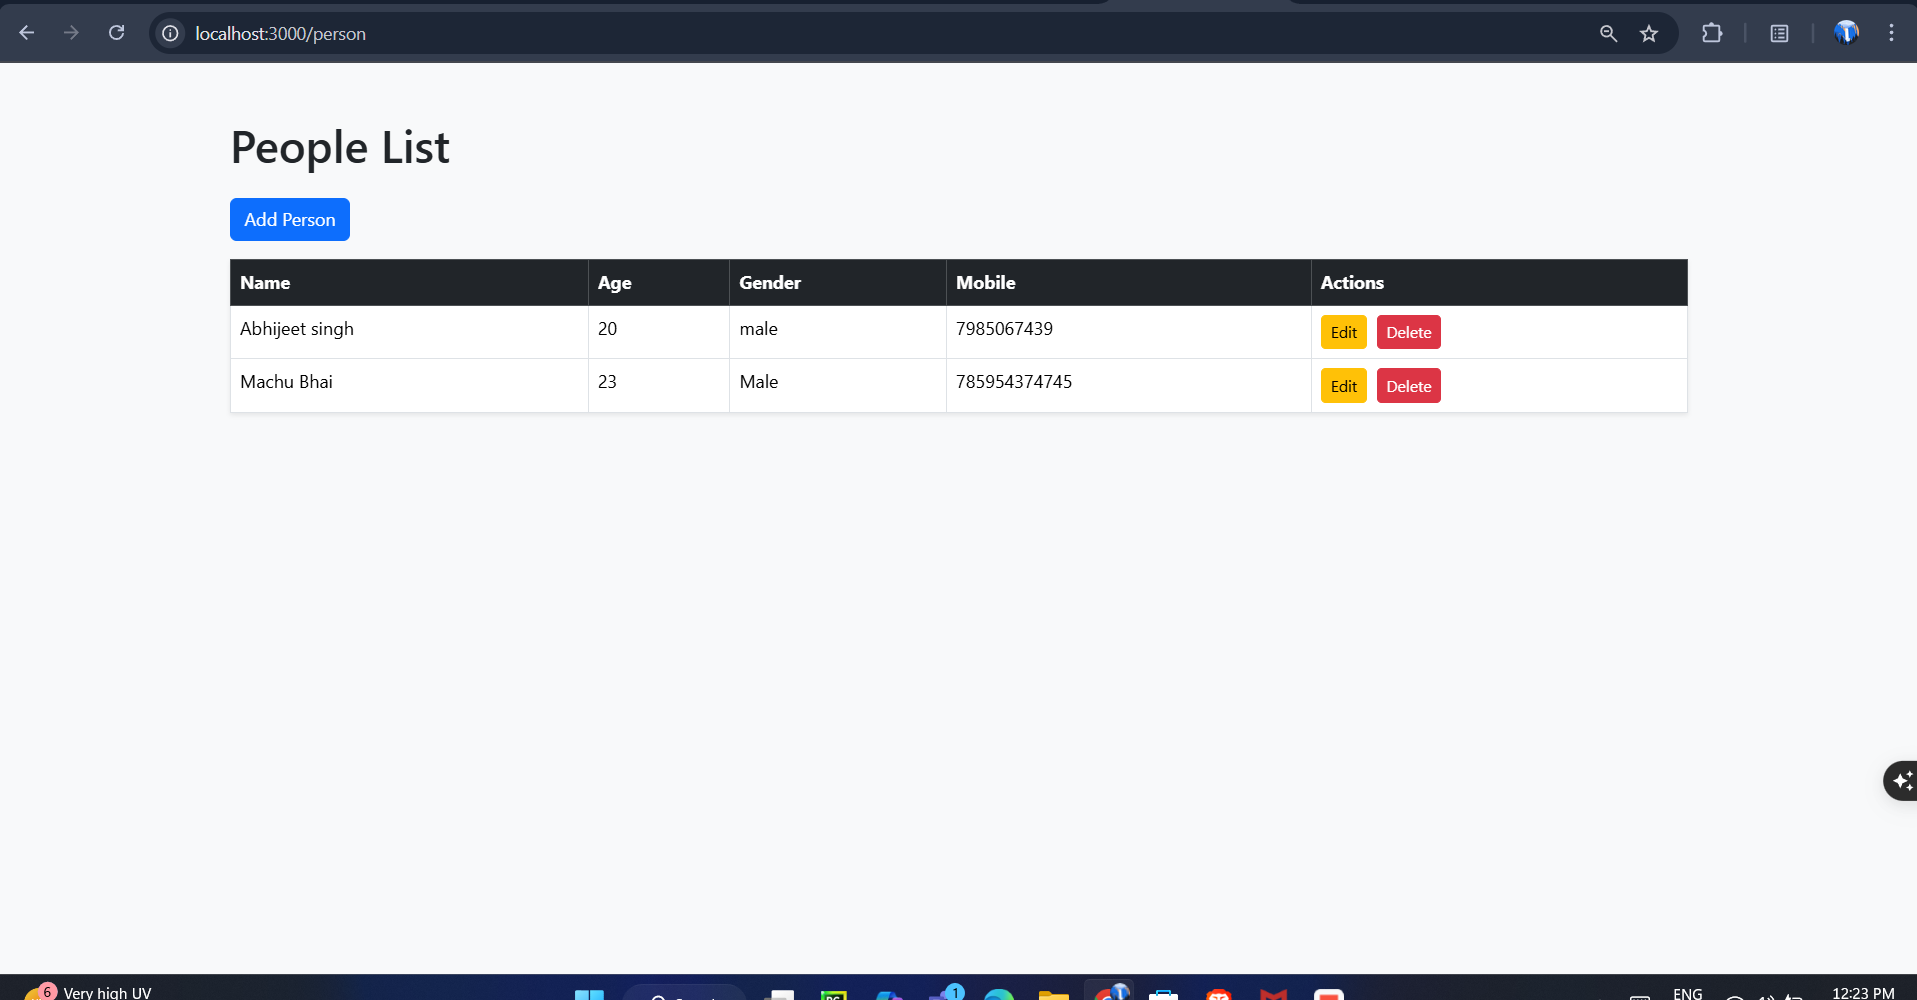 localhost:3000/person
People List
Add Person
Name Age Gender Mobile Actions
Abhijeet singh 20 male 7985067439 Edit Delete
Machu Bhai 23 Male 785954374745 Edit Delete
6 Very high UV
1
ENG
12:23 PM